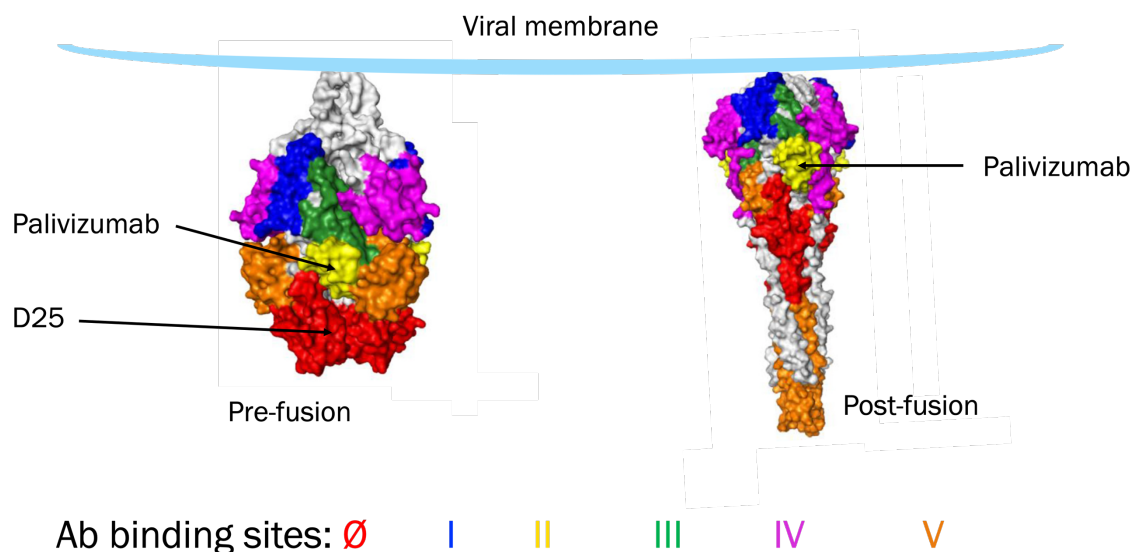 Viral membrane
Palivizumab
Palivizumab
D25
Pre-fusion
Post-fusion
Ab binding sites: Ø I II III IV V